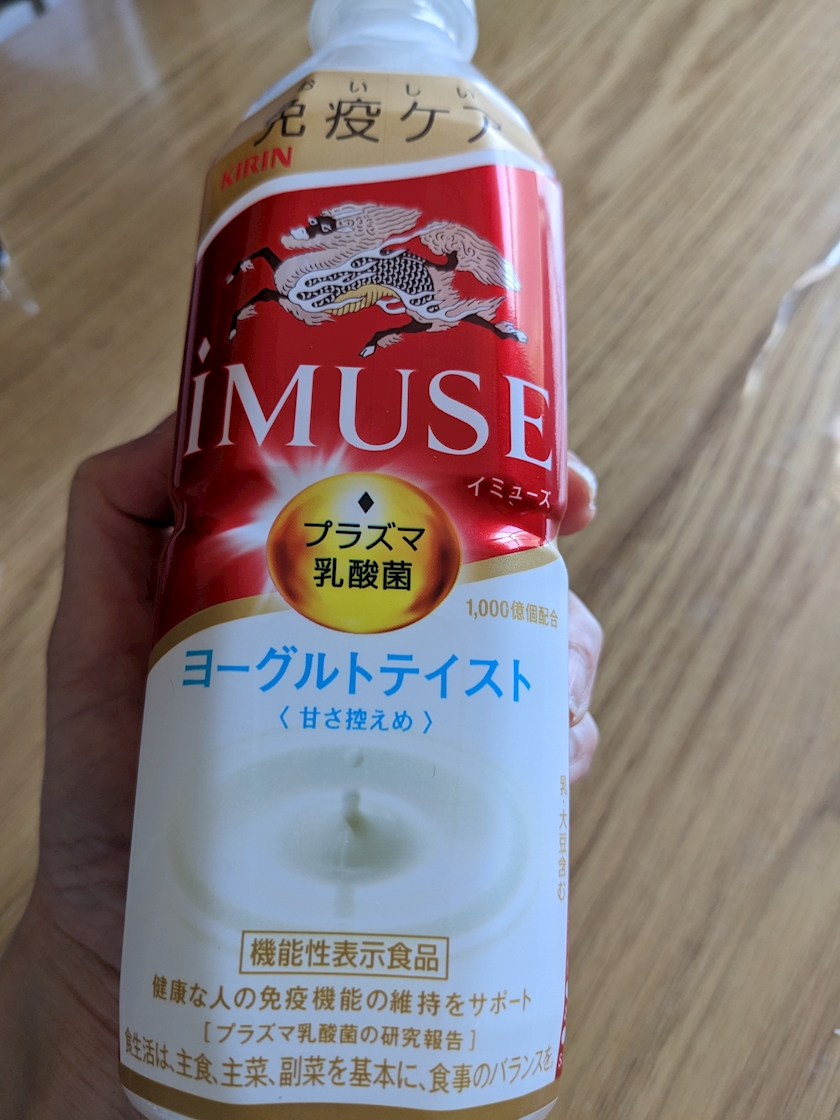 おいしい
免疫ケア
KIRIN
iMUSE
イミューズ
プラズマ
乳酸菌
1,000億個配合
ヨーグルトテイスト
〈 甘さ控えめ 〉
乳・大豆含む
機能性表示食品
健康な人の免疫機能の維持をサポート
[プラズマ乳酸菌の研究報告]
食生活は、主食、主菜、副菜を基本に、食事のバランスを。